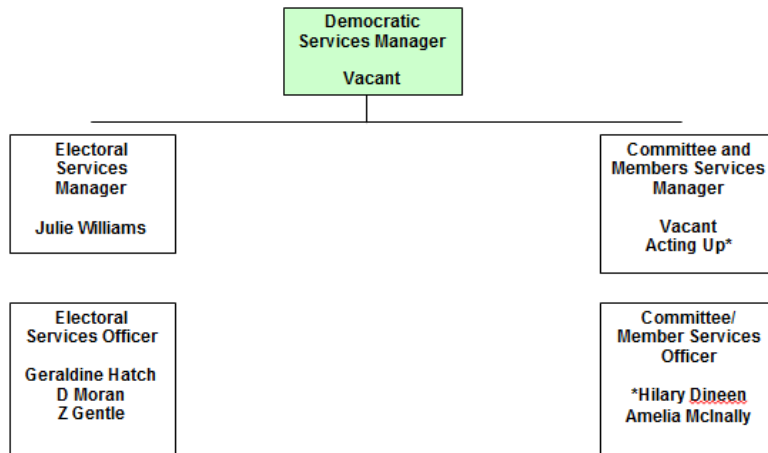 Democratic
Services Manager
Vacant
Electoral
Services
Manager
Julie Williams
Committee and
Members Services
Manager
Vacant
Acting Up*
Electoral
Services Officer
Geraldine Hatch
D Moran
Z Gentle
Committee/
Member Services
Officer
*Hilary Dineen
Amelia McInally